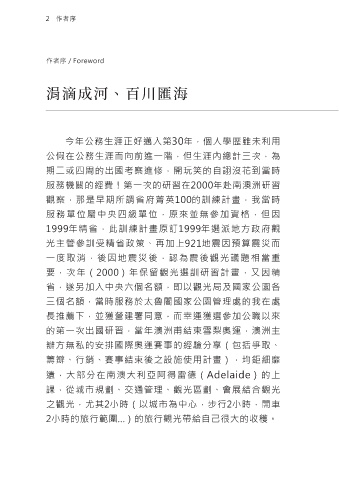 2 作者序
作者序 / Foreword
涓滴成河、百川匯海
今年公務生涯正好邁入第30年，個人學歷雖未利用
公假在公務生涯而向前進一階，但生涯內總計三次，為
期二或四周的出國考察進修，開玩笑的自詡沒花到當時
服務機關的經費！第一次的研習在2000年赴南澳洲研習
觀察，那是早期所謂省府菁英100的訓練計畫，我當時
服務單位屬中央四級單位，原來並無參加資格，但因
1999年精省，此訓練計畫原訂1999年選派地方政府觀
光主管參訓受精省政策、再加上921地震因預算震災而
一度取消，後因地震災後，認為震後觀光議題相當重
要，次年（2000）年保留觀光選訓研習計畫，又因精
省，遂另加入中央六個名額，即以觀光局及國家公園各
三個名額，當時服務於太魯閣國家公園管理處的我在處
長推薦下，並獲營建署同意，而幸運獲選參加公職以來
的第一次出國研習，當年澳洲甫結束雪梨奧運，澳洲主
辦方無私的安排國際奧運賽事的經驗分享（包括爭取、
籌辦、行銷、賽事結束後之設施使用計畫），均鉅細靡
遺，大部分在南澳大利亞阿得雷德（Adelaide）的上
課，從城市規劃、交通管理、觀光區劃、會展結合觀光
之觀光，尤其2小時（以城市為中心，步行2小時，開車
2小時的旅行範圍...）的旅行觀光帶給自己很大的收穫。